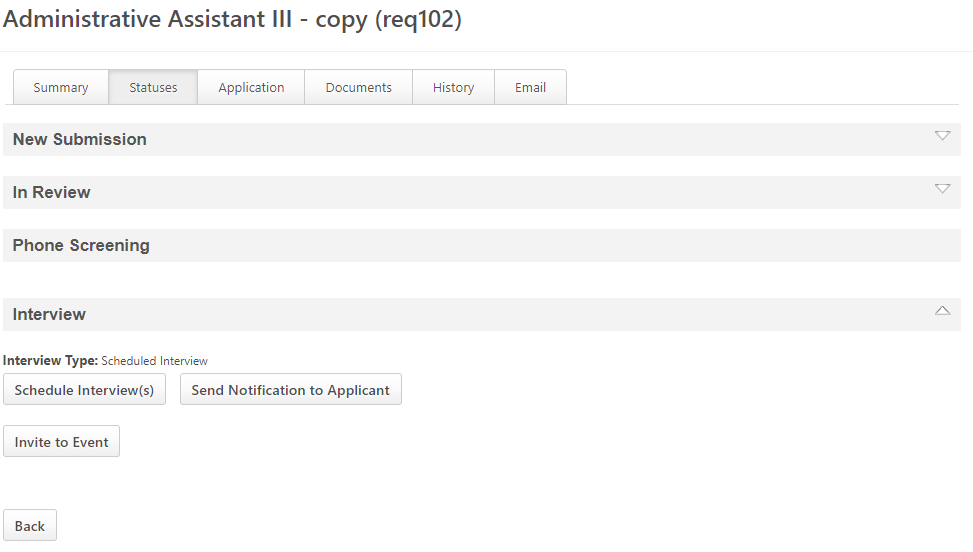 Administrative Assistant III - copy (req102)
Summary Statuses Application Documents History Email
New Submission
In Review
Phone Screening
Interview
Interview Type: Scheduled Interview
Schedule Interview(s) Send Notification to Applicant
Invite to Event
Back